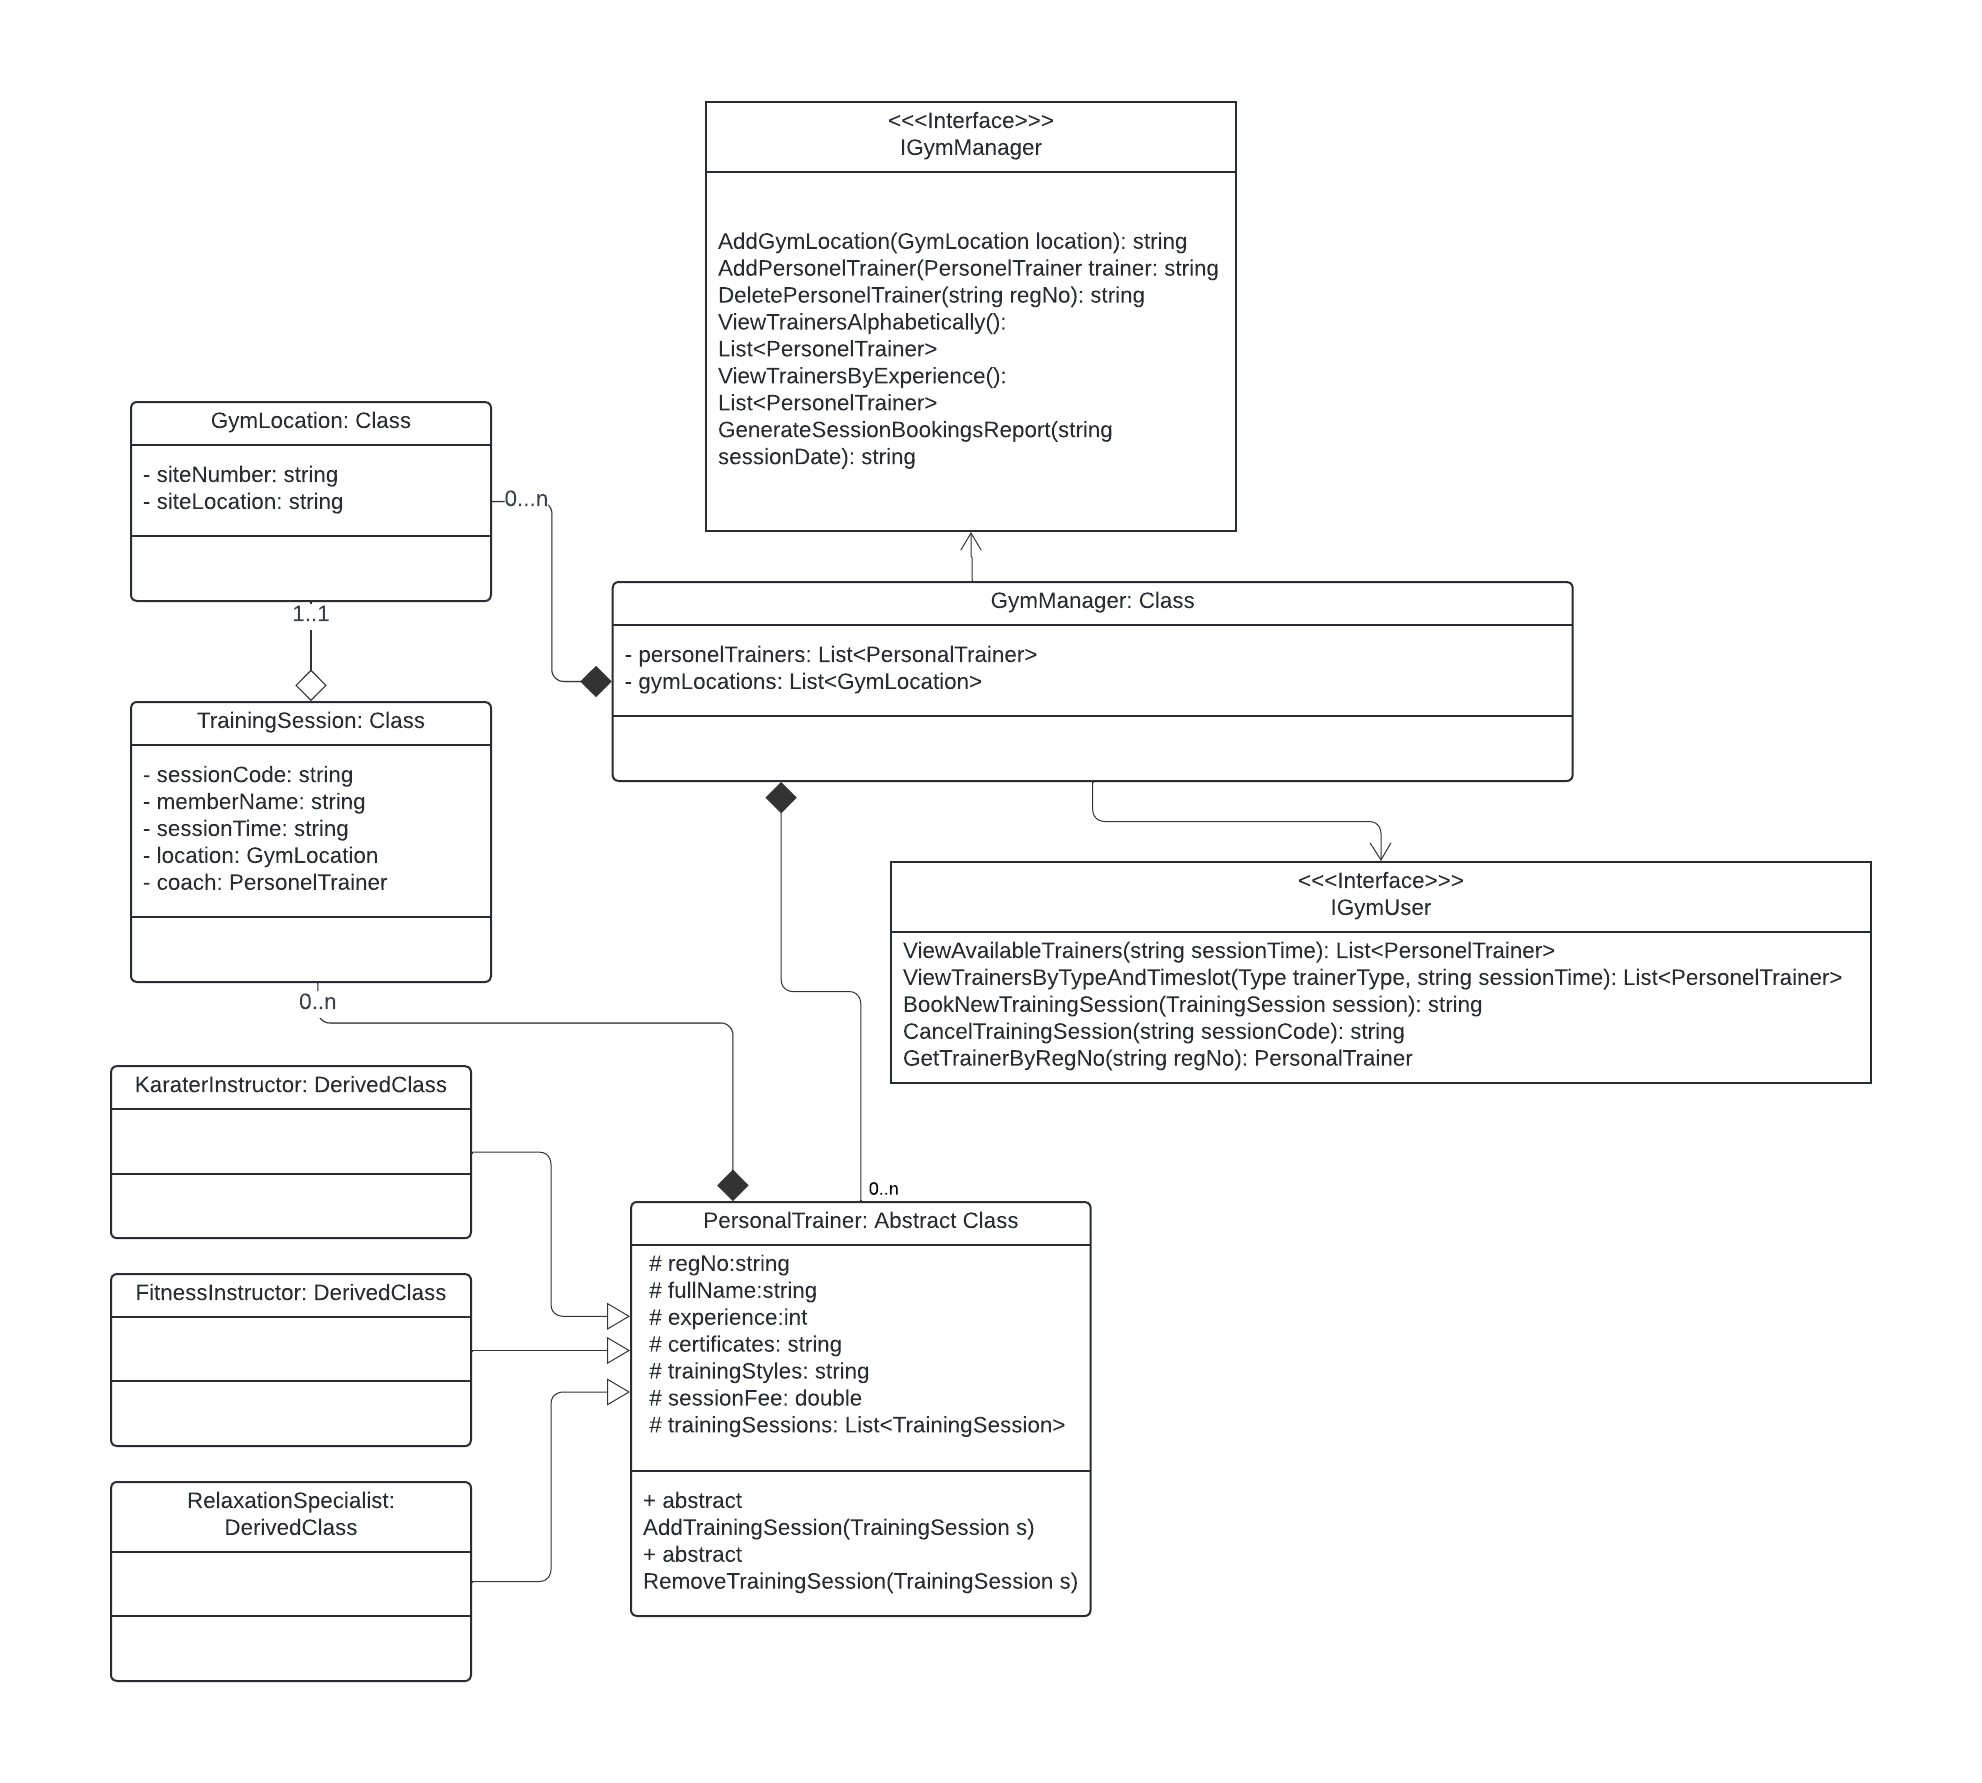 <<<Interface>>>
IGymManager
AddGymLocation(GymLocation location): string
AddPersonelTrainer(PersonelTrainer trainer: string
DeletePersonelTrainer(string regNo): string
ViewTrainersAlphabetically():
List<PersonelTrainer>
ViewTrainersByExperience():
List<PersonelTrainer>
GenerateSessionBookingsReport(string
sessionDate): string
GymLocation: Class
- siteNumber: string
- siteLocation: string
0...n
1..1
GymManager: Class
- personelTrainers: List<PersonalTrainer>
- gymLocations: List<GymLocation>
TrainingSession: Class
- sessionCode: string
- memberName: string
- sessionTime: string
- location: GymLocation
- coach: PersonelTrainer
0..n
<<<Interface>>>
IGymUser
ViewAvailableTrainers(string sessionTime): List<PersonelTrainer>
ViewTrainersByTypeAndTimeslot(Type trainerType, string sessionTime): List<PersonelTrainer>
BookNewTrainingSession(TrainingSession session): string
CancelTrainingSession(string sessionCode): string
GetTrainerByRegNo(string regNo): PersonalTrainer
KaraterInstructor: DerivedClass
FitnessInstructor: DerivedClass
RelaxationSpecialist:
DerivedClass
0..n
PersonalTrainer: Abstract Class
# regNo:string
# fullName:string
# experience:int
# certificates: string
# trainingStyles: string
# sessionFee: double
# trainingSessions: List<TrainingSession>
+ abstract
AddTrainingSession(TrainingSession s)
+ abstract
RemoveTrainingSession(TrainingSession s)